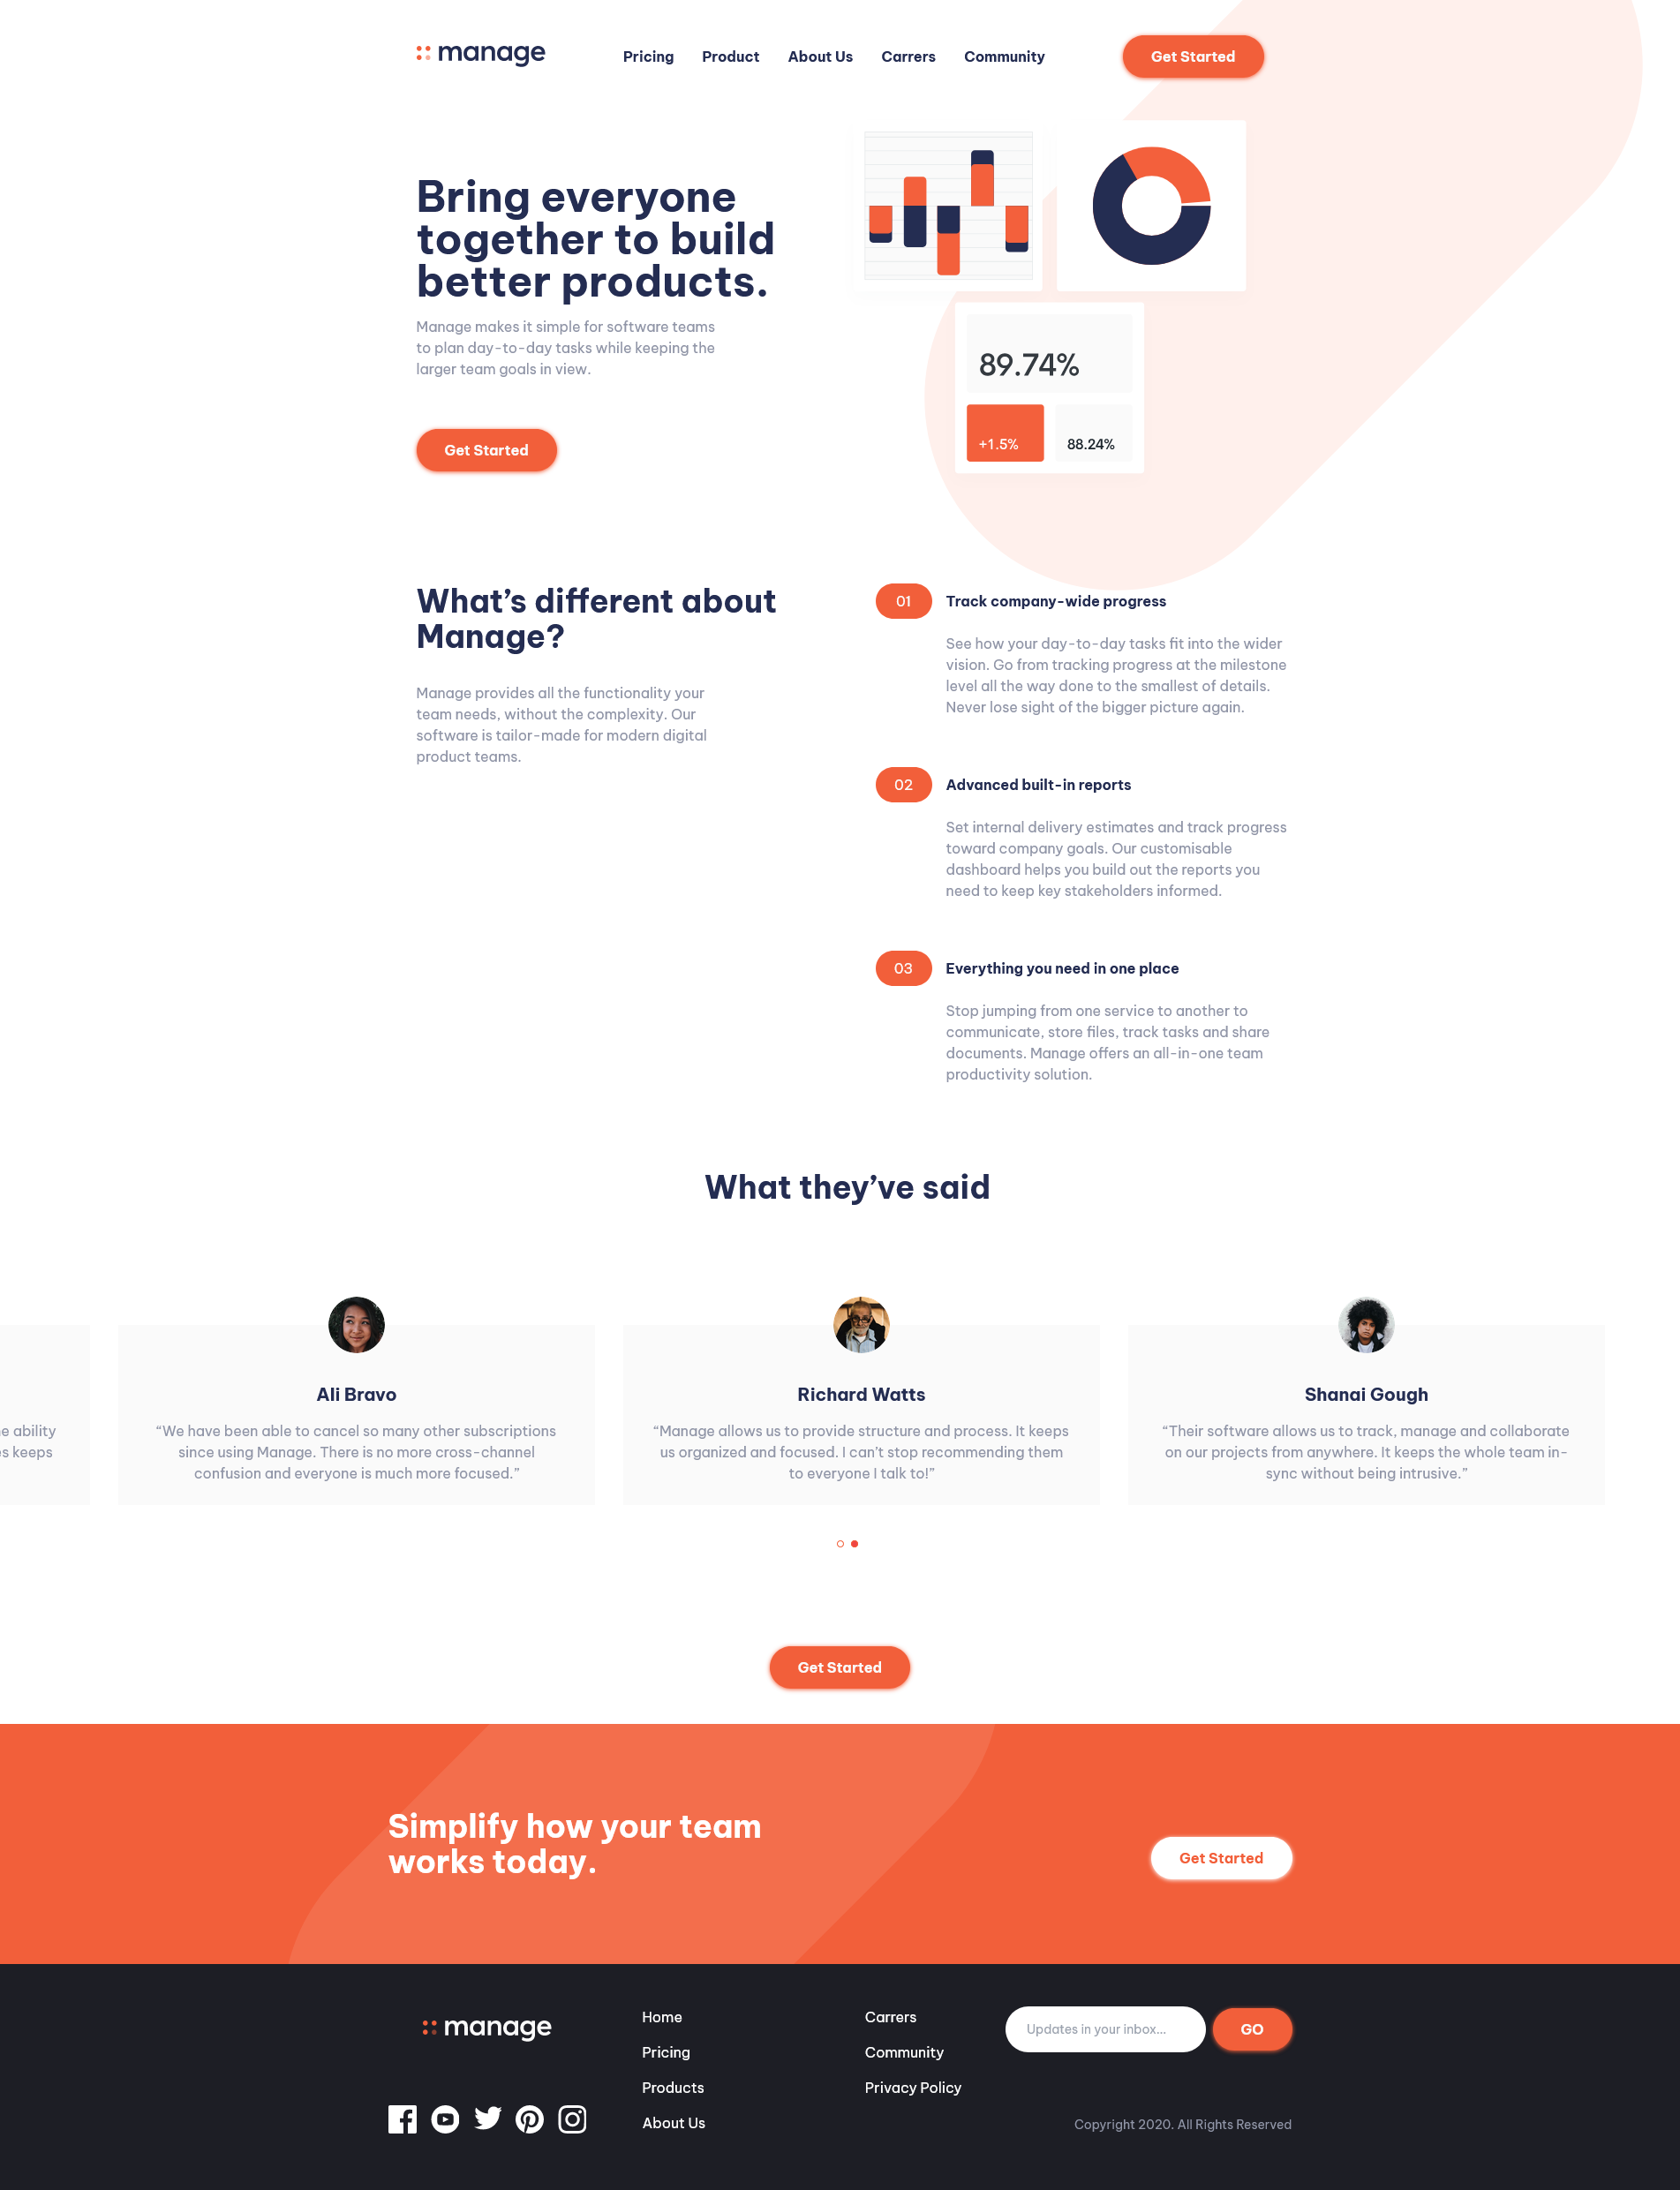 manage
Pricing
Product
About Us
Carrers
Community
Get Started
Bring everyone
together to build
better products.
Manage makes it simple for software teams
to plan day-to-day tasks while keeping the
larger team goals in view.
Get Started
89.74%
+1.5%
88.24%
What’s different about
Manage?
Manage provides all the functionality your
team needs, without the complexity. Our
software is tailor-made for modern digital
product teams.
01
Track company-wide progress
See how your day-to-day tasks fit into the wider
vision. Go from tracking progress at the milestone
level all the way done to the smallest of details.
Never lose sight of the bigger picture again.
02
Advanced built-in reports
Set internal delivery estimates and track progress
toward company goals. Our customisable
dashboard helps you build out the reports you
need to keep key stakeholders informed.
03
Everything you need in one place
Stop jumping from one service to another to
communicate, store files, track tasks and share
documents. Manage offers an all-in-one team
productivity solution.
What they’ve said
ability
keeps
Ali Bravo
“We have been able to cancel so many other subscriptions
since using Manage. There is no more cross-channel
confusion and everyone is much more focused.”
Richard Watts
“Manage allows us to provide structure and process. It keeps
us organized and focused. I can’t stop recommending them
to everyone I talk to!”
Shanai Gough
“Their software allows us to track, manage and collaborate
on our projects from anywhere. It keeps the whole team in-
sync without being intrusive.”
Get Started
Simplify how your team
works today.
Get Started
manage
Home
Pricing
Products
About Us
Carrers
Community
Privacy Policy
Updates in your inbox...
GO
Copyright 2020. All Rights Reserved